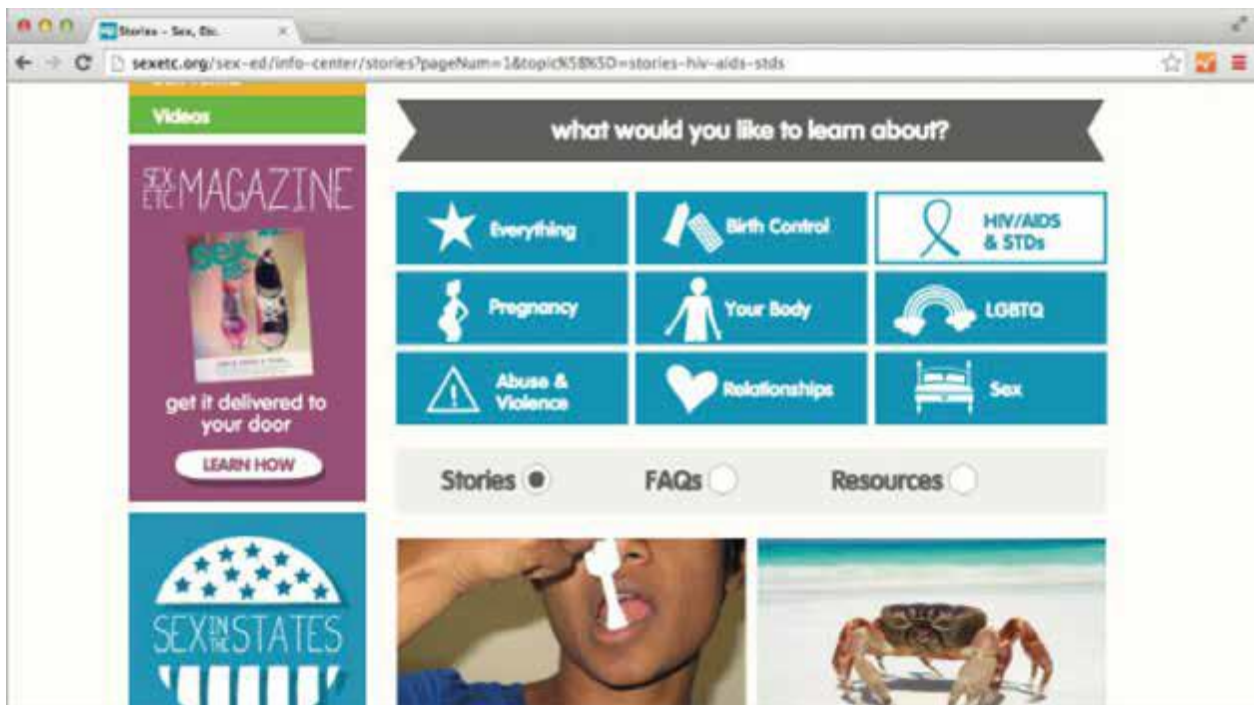 Stories - Sex, Etc.
sexetc.org/sex-ed/info-center/stories?pageNum=1&topic%5B%5D=stories-hiv-aids-stds
Videos
SEX, ETC. MAGAZINE
sex, etc.
get it delivered to
your door
LEARN HOW
SEX IN THE STATES
what would you like to learn about?
Everything
Birth Control
HIV/AIDS
& STDs
Pregnancy
Your Body
LGBTQ
Abuse &
Violence
Relationships
Sex
Stories
FAQs
Resources